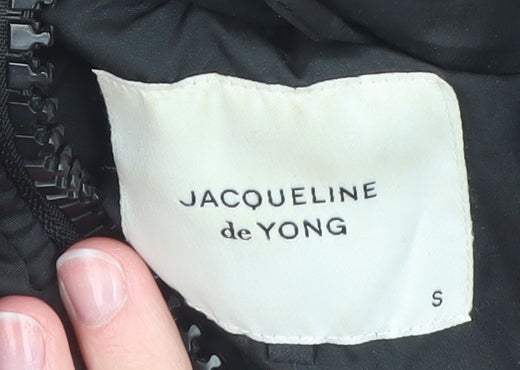 JACQUELINE
de YONG
S